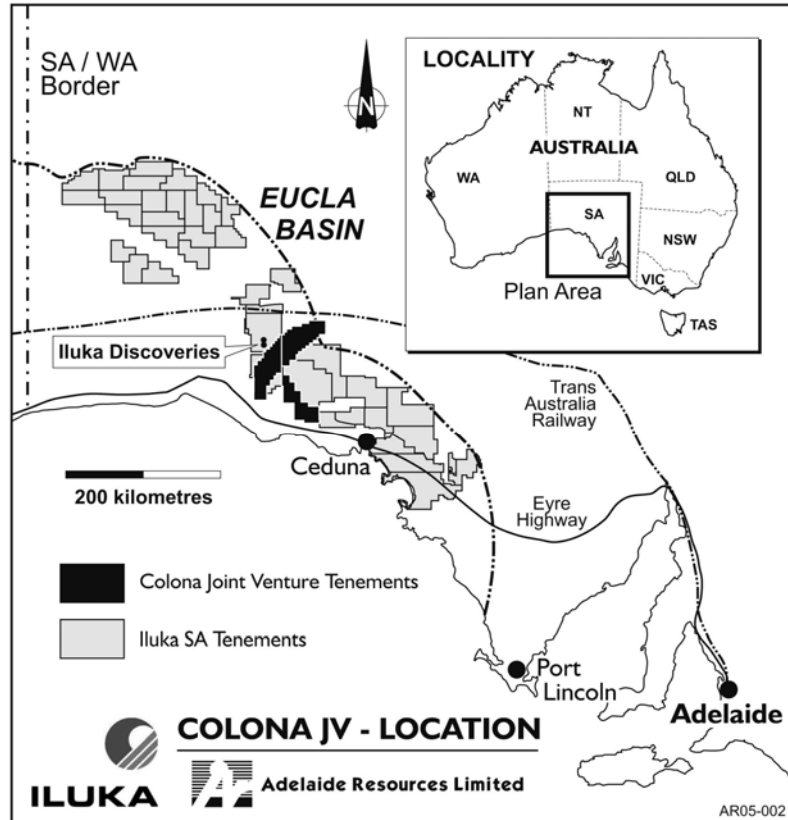 SA / WA
Border
N
EUCLA
BASIN
LOCALITY
NT
AUSTRALIA
WA
QLD
SA
NSW
VIC
Plan Area
TAS
Iluka Discoveries
Trans
Australia
Railway
Ceduna
200 kilometres
Eyre
Highway
Colona Joint Venture Tenements
Iluka SA Tenements
Port
Lincoln
Adelaide
COLONA JV - LOCATION
ILUKA
Ar
Adelaide Resources Limited
AR05-002